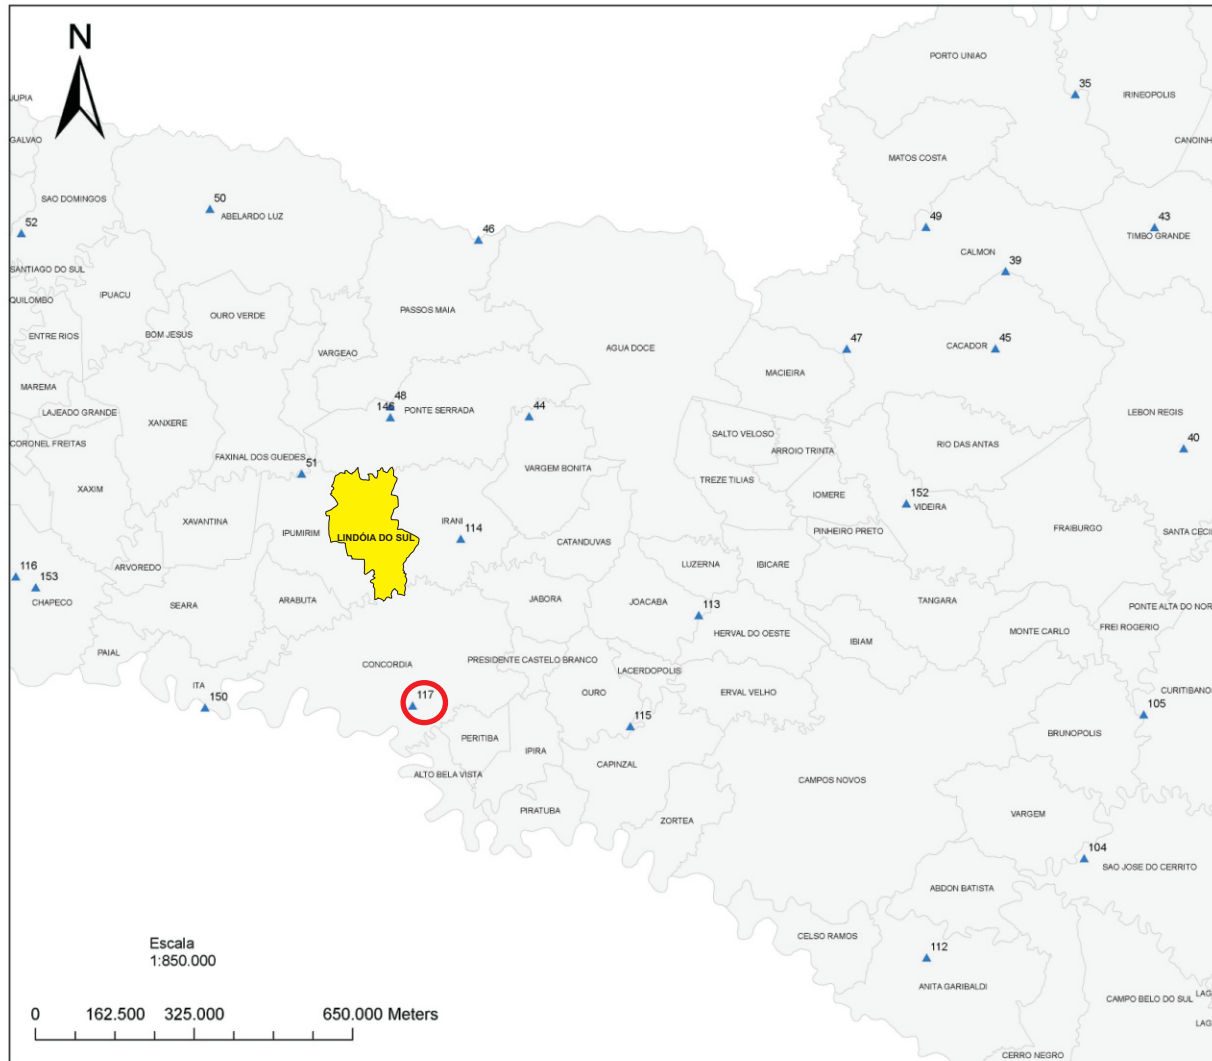 N
PORTO UNIAO
35
IRINEOPOLIS
JUPIA
GALVAO
CANOINH
MATOS COSTA
SAO DOMINGOS
50
ABELARDO LUZ
52
46
49
43
TIMBO GRANDE
CALMON
39
SANTIAGO DO SUL
IPUACU
QUILOMBO
OURO VERDE
PASSOS MAIA
ENTRE RIOS
BOM JESUS
VARGEAO
AGUA DOCE
47
CACADOR
45
MACIEIRA
MAREMA
LAJEADO GRANDE
48
146
PONTE SERRADA
44
LEBON REGIS
XANXERE
SALTO VELOSO
CORONEL FREITAS
ARROIO TRINTA
RIO DAS ANTAS
40
FAXINAL DOS GUEDES
51
VARGEM BONITA
TREZE TILIAS
XAXIM
IOMERE
152
VIDEIRA
XAVANTINA
IPUMIRIM
LINDÓIA DO SUL
IRANI
114
CATANDUVAS
PINHEIRO PRETO
FRAIBURGO
SANTA CECI
116
153
ARVOREDO
LUZERNA
IBICARE
CHAPECO
SEARA
ARABUTA
JABORA
JOACABA
113
TANGARA
PONTE ALTA DO NOR
HERVAL DO OESTE
IBIAM
MONTE CARLO
FREI ROGERIO
PAIAL
CONCORDIA
PRESIDENTE CASTELO BRANCO
LACERDOPOLIS
ITA
150
117
OURO
ERVAL VELHO
CURITIBANOS
115
105
PERITIBA
IPIRA
BRUNOPOLIS
ALTO BELA VISTA
CAPINZAL
CAMPOS NOVOS
PIRATUBA
ZORTEA
VARGEM
104
SAO JOSE DO CERRITO
ABDON BATISTA
CELSO RAMOS
112
Escala
1:850.000
ANITA GARIBALDI
CAMPO BELO DO SUL
LAG
0 162.500 325.000 650.000 Meters
LAG
CERRO NEGRO